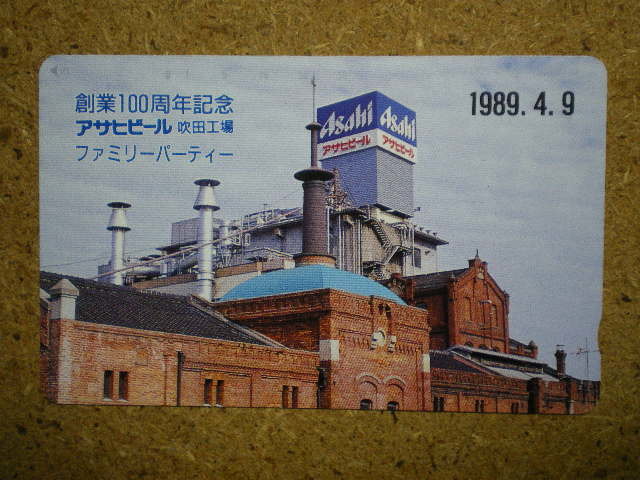 創業100周年記念
アサヒビール 吹田工場
ファミリーパーティー
1989. 4. 9
Asahi Asahi
アサヒビール アサヒビール